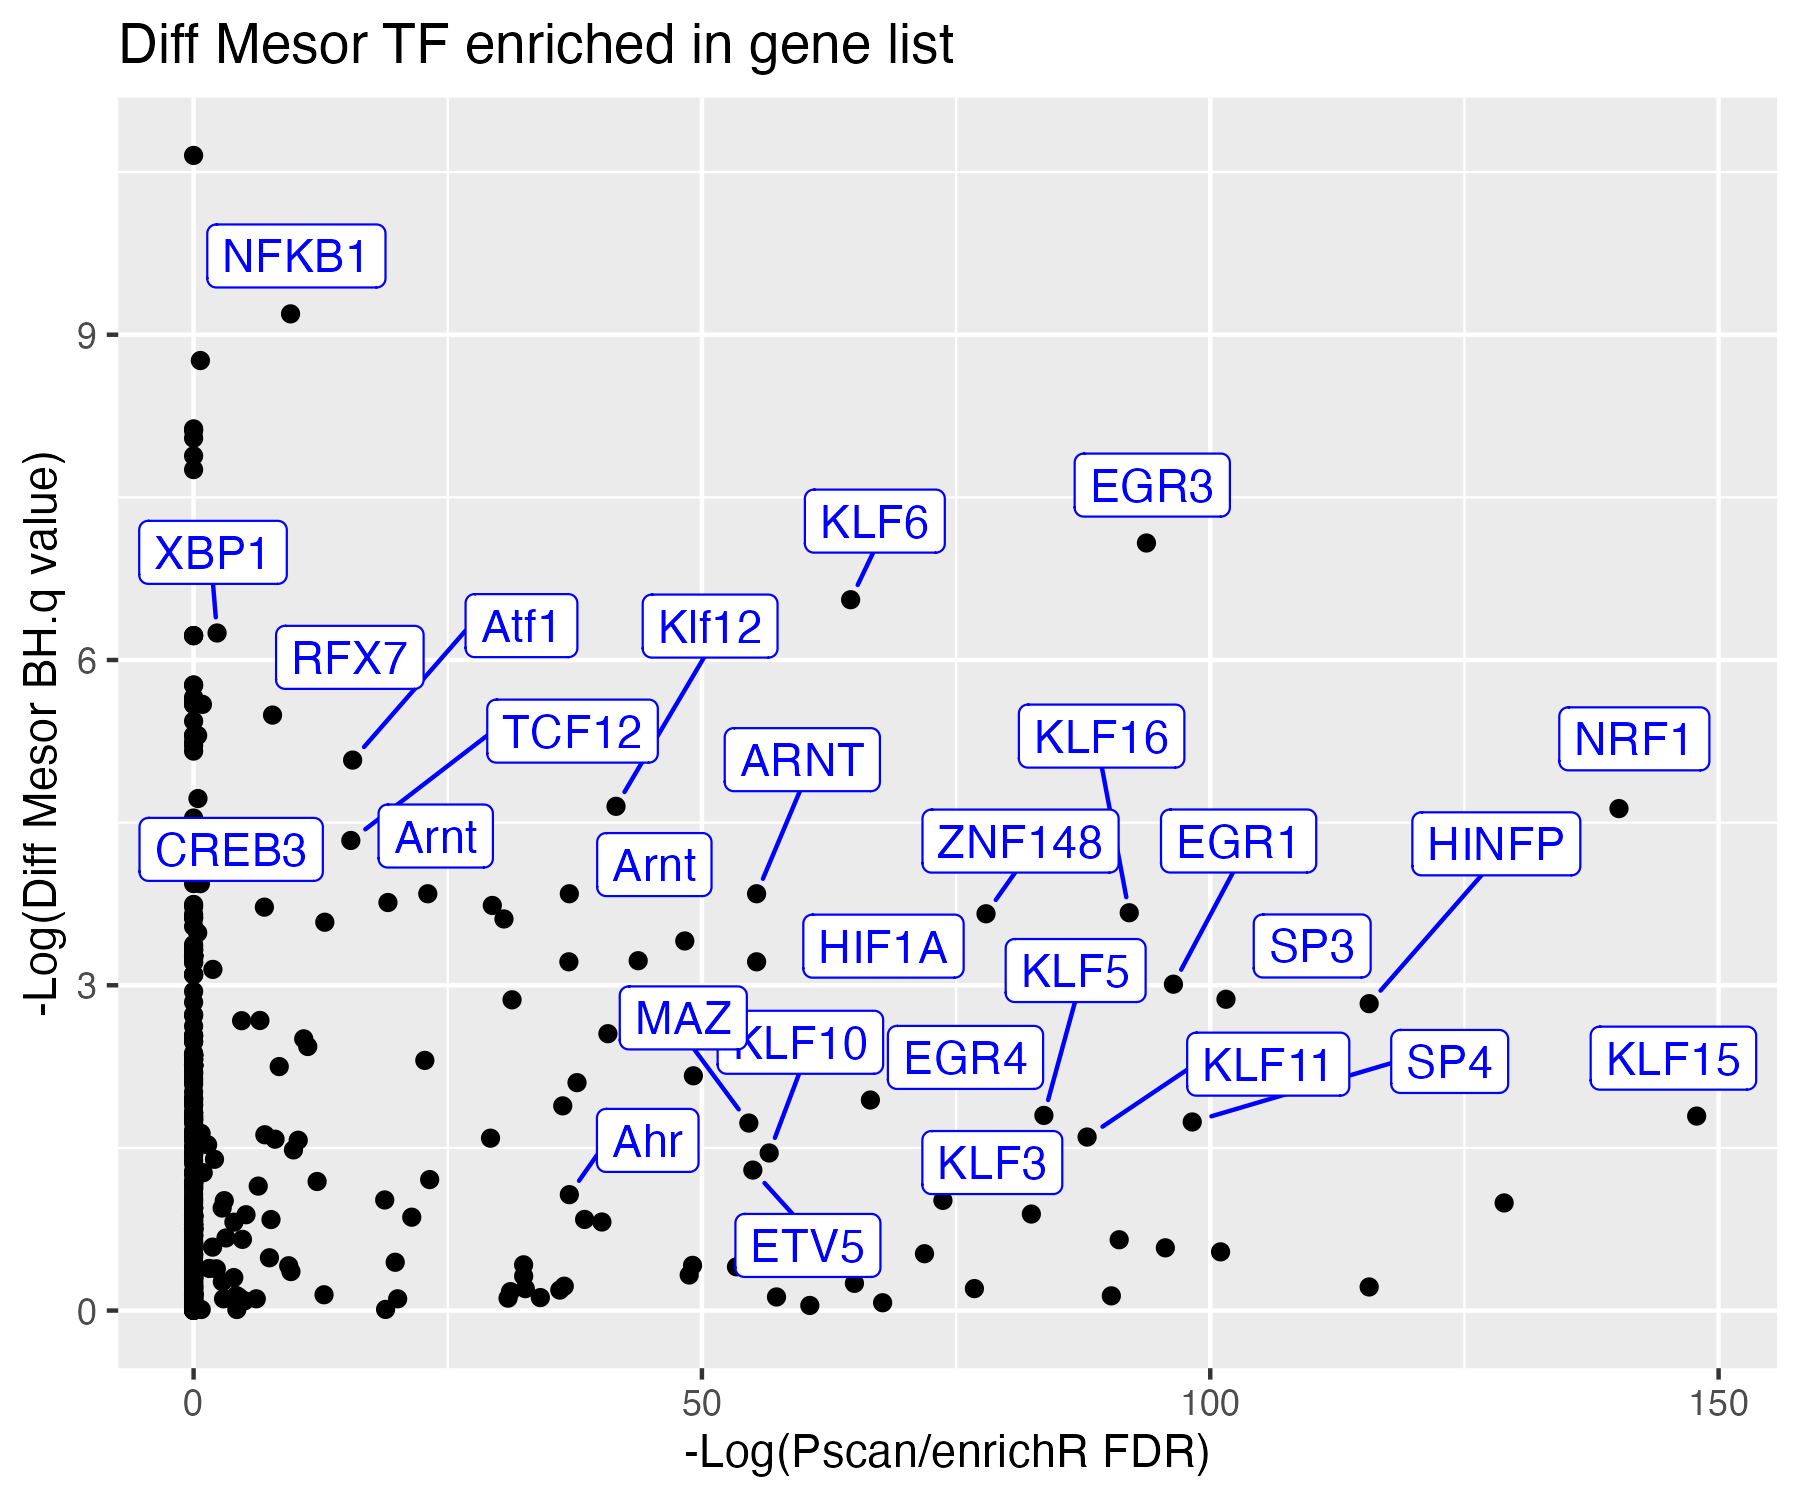 Diff Mesor TF enriched in gene list
-Log(Diff Mesor BH.q value)
9
6
3
0
NFKB1
EGR3
KLF6
XBP1
Atf1
Klf12
RFX7
TCF12
ARNT
KLF16
NRF1
CREB3
Arnt
Arnt
ZNF148
EGR1
HINFP
HIF1A
SP3
KLF5
MAZ
KLF10
EGR4
KLF11
SP4
KLF15
Ahr
KLF3
ETV5
0
50
100
150
-Log(Pscan/enrichR FDR)